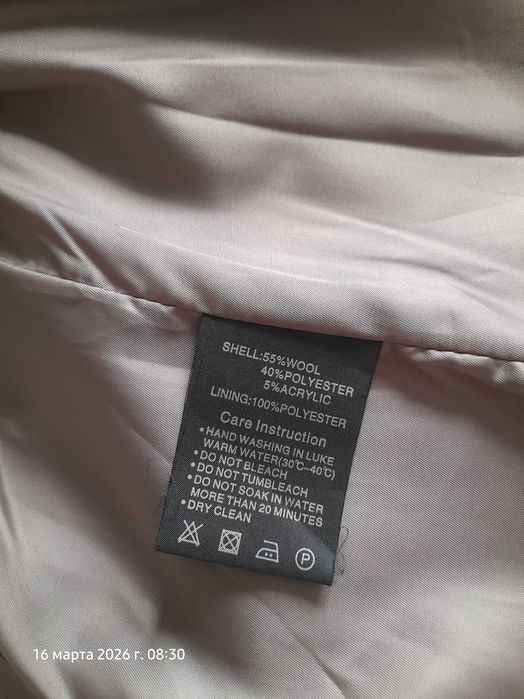 SHELL:55%WOOL
40%POLYESTER
5%ACRYLIC
LINING:100%POLYESTER
Care Instruction
•HAND WASHING IN LUKE
WARM WATER(30℃-40℃)
•DO NOT BLEACH
•DO NOT TUMBLEACH
•DO NOT SOAK IN WATER
MORE THAN 20 MINUTES
•DRY CLEAN
P
16 марта 2026 г. 08:30